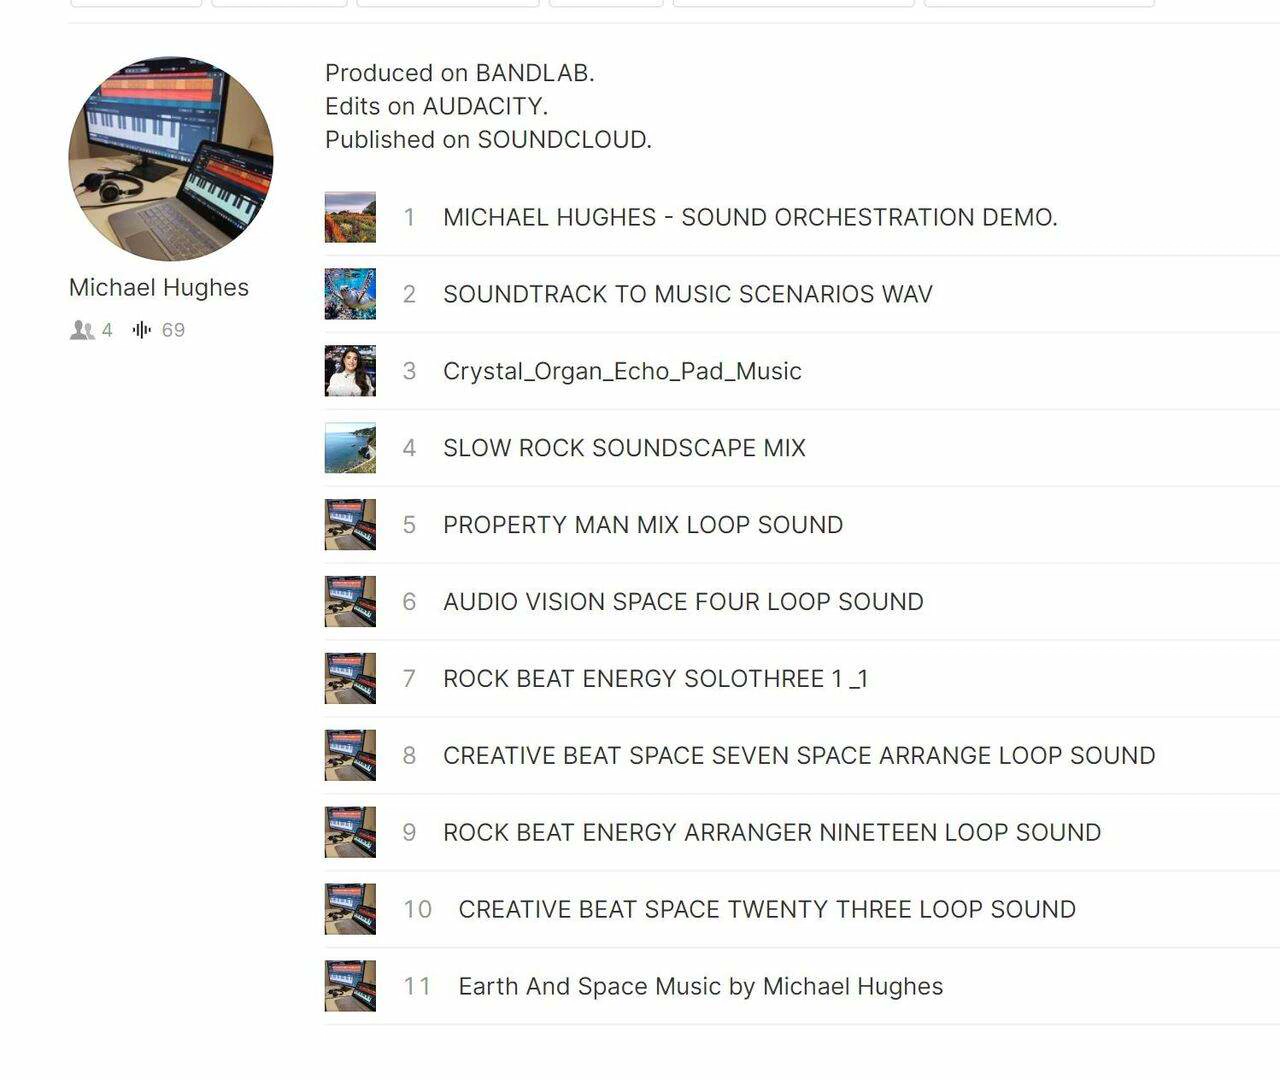 Produced on BANDLAB.
Edits on AUDACITY.
Published on SOUNDCLOUD.
Michael Hughes
4 69
1 MICHAEL HUGHES - SOUND ORCHESTRATION DEMO.
2 SOUNDTRACK TO MUSIC SCENARIOS WAV
3 Crystal_Organ_Echo_Pad_Music
4 SLOW ROCK SOUNDSCAPE MIX
5 PROPERTY MAN MIX LOOP SOUND
6 AUDIO VISION SPACE FOUR LOOP SOUND
7 ROCK BEAT ENERGY SOLOTHREE 1 _1
8 CREATIVE BEAT SPACE SEVEN SPACE ARRANGE LOOP SOUND
9 ROCK BEAT ENERGY ARRANGER NINETEEN LOOP SOUND
10 CREATIVE BEAT SPACE TWENTY THREE LOOP SOUND
11 Earth And Space Music by Michael Hughes